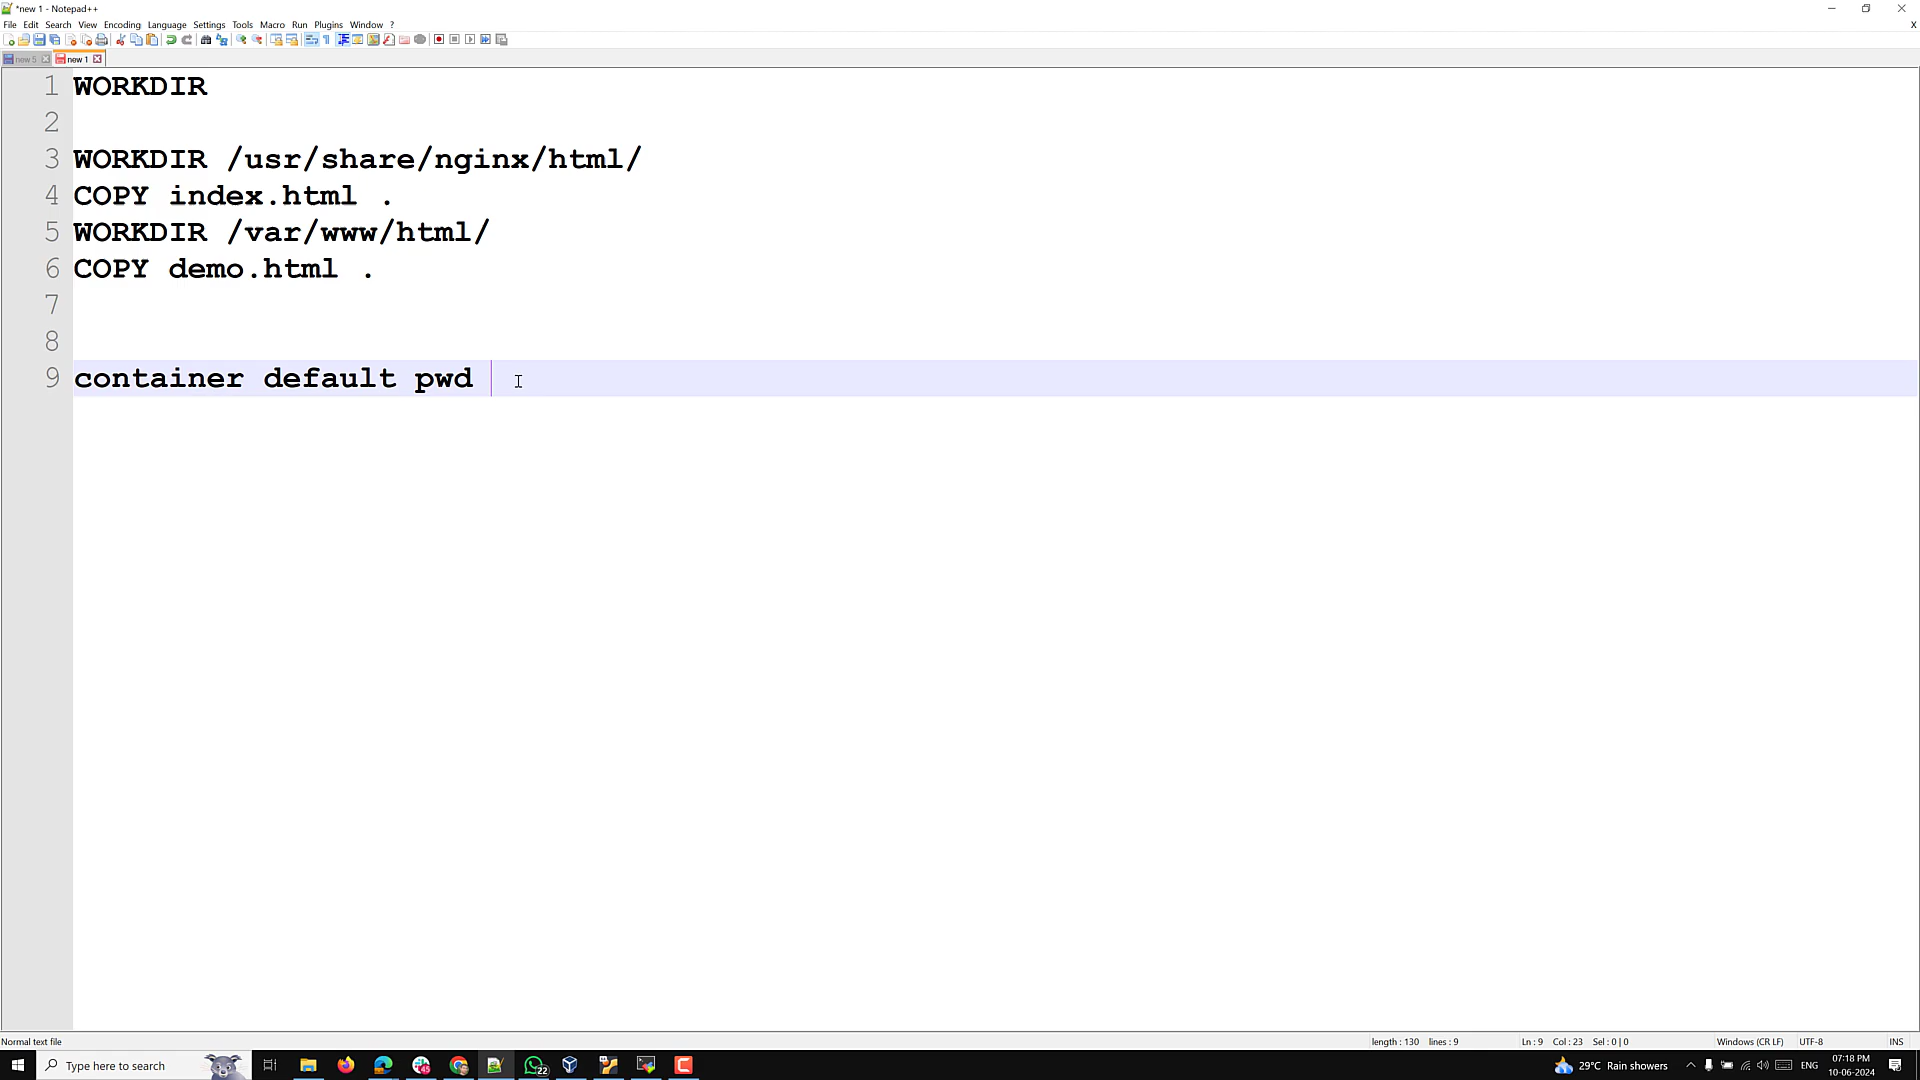 *new 1 - Notepad++
File Edit Search View Encoding Language Settings Tools Macro Run Plugins Window ?
X
new 5 new 1
1 WORKDIR
2
3 WORKDIR /usr/share/nginx/html/
4 COPY index.html .
5 WORKDIR /var/www/html/
6 COPY demo.html .
7
8
9 container default pwd
Normal text file length : 130 lines : 9 Ln : 9 Col : 23 Sel : 0 | 0 Windows (CR LF) UTF-8 INS
Type here to search 45 22 29°C Rain showers ENG 07:18 PM
10-06-2024